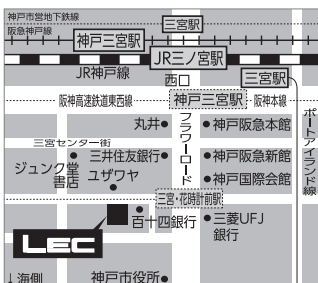 神戸市営地下鉄線
三宮駅
阪急神戸線
神戸三宮駅
JR三ノ宮駅
JR神戸線
西口
三宮駅
阪神高速鉄道東西線
神戸三宮駅
阪神本線
丸井
フラワーロード
神戸阪急本館
ポートアイランド線
三宮センター街
三井住友銀行
神戸阪急新館
ジュンク堂
書店
ユザワヤ
神戸国際会館
三宮・花時計前駅
百十四銀行
三菱UFJ
銀行
LEC
↓海側
神戸市役所